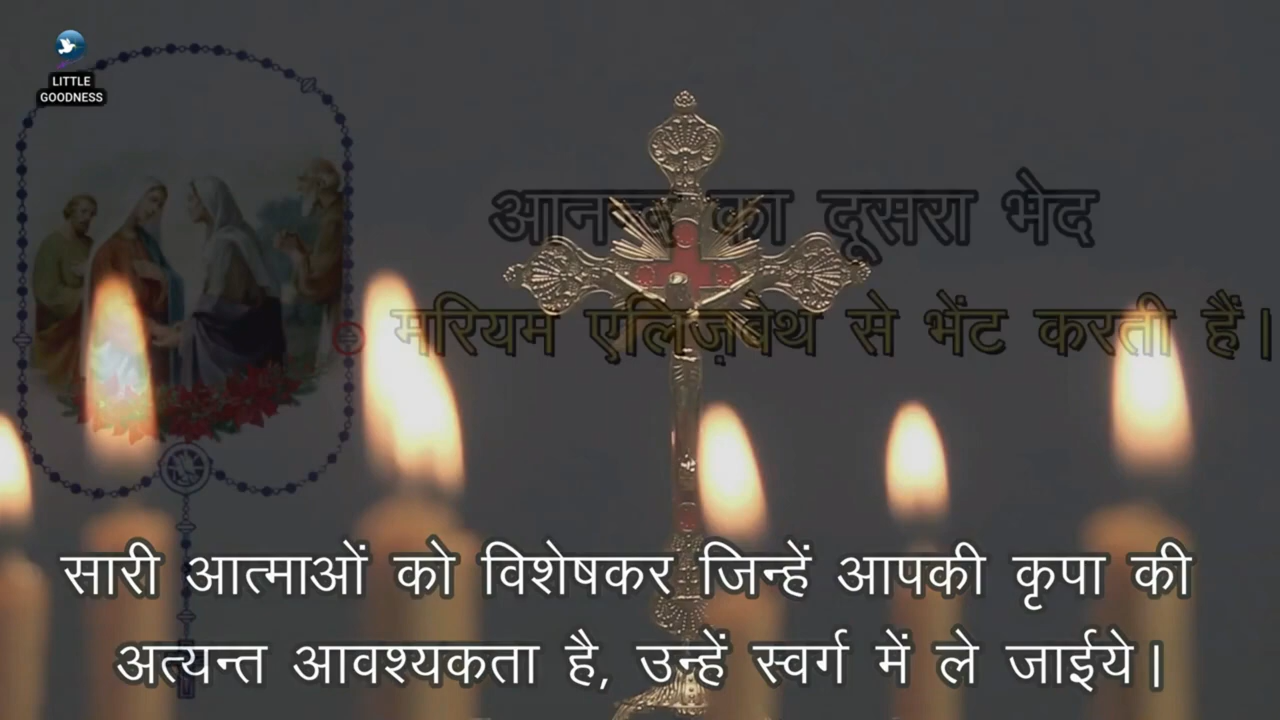 LITTLE
GOODNESS
आनन्द का दूसरा भेद
मरियम एलिज़बेथ से भेंट करती हैं।
सारी आत्माओं को विशेषकर जिन्हें आपकी कृपा की
अत्यन्त आवश्यकता है, उन्हें स्वर्ग में ले जाईये।